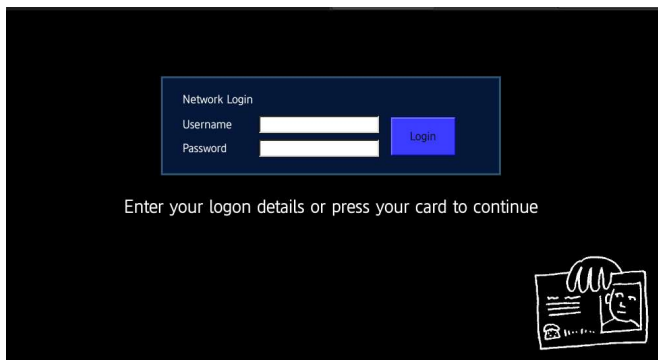 Network Login
Username
Login
Password
Enter your logon details or press your card to continue